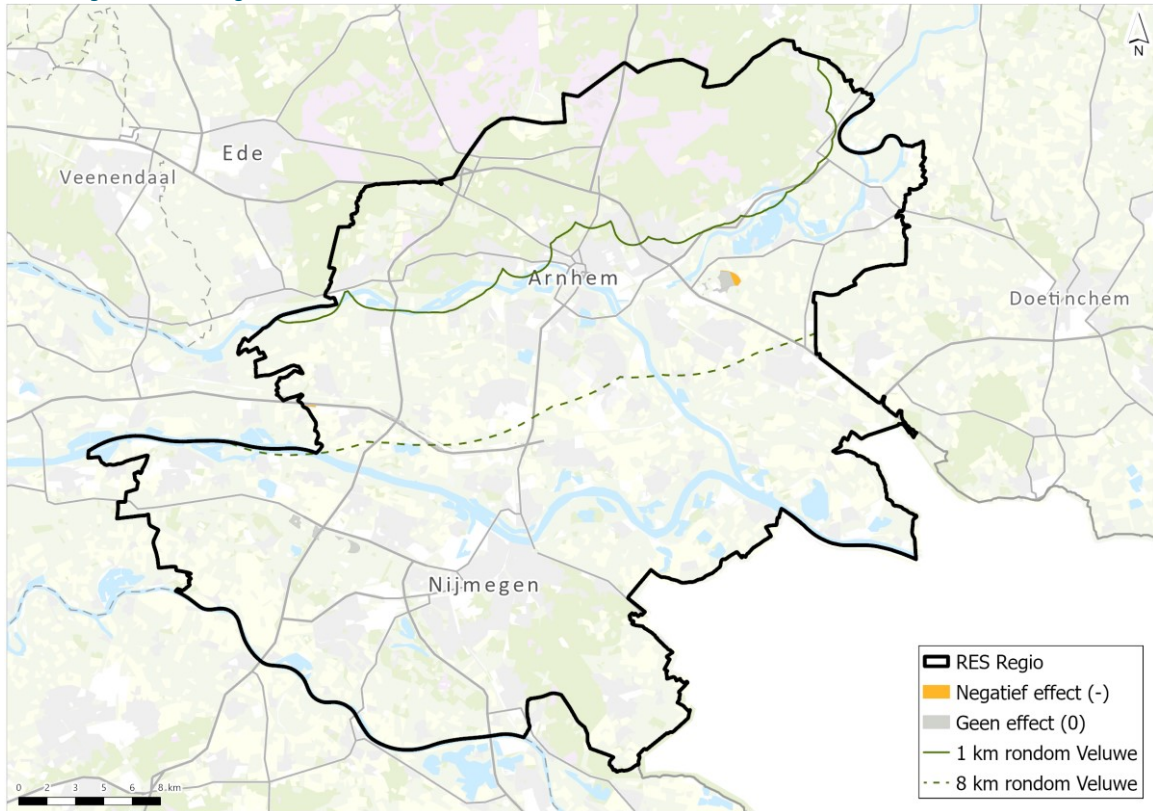 N
Ede
Veenendaal
Arnhem
Doetinchem
Nijmegen
RES Regio
Negatief effect (-)
Geen effect (0)
1 km rondom Veluwe
8 km rondom Veluwe
0 2 3 5 6 8 km